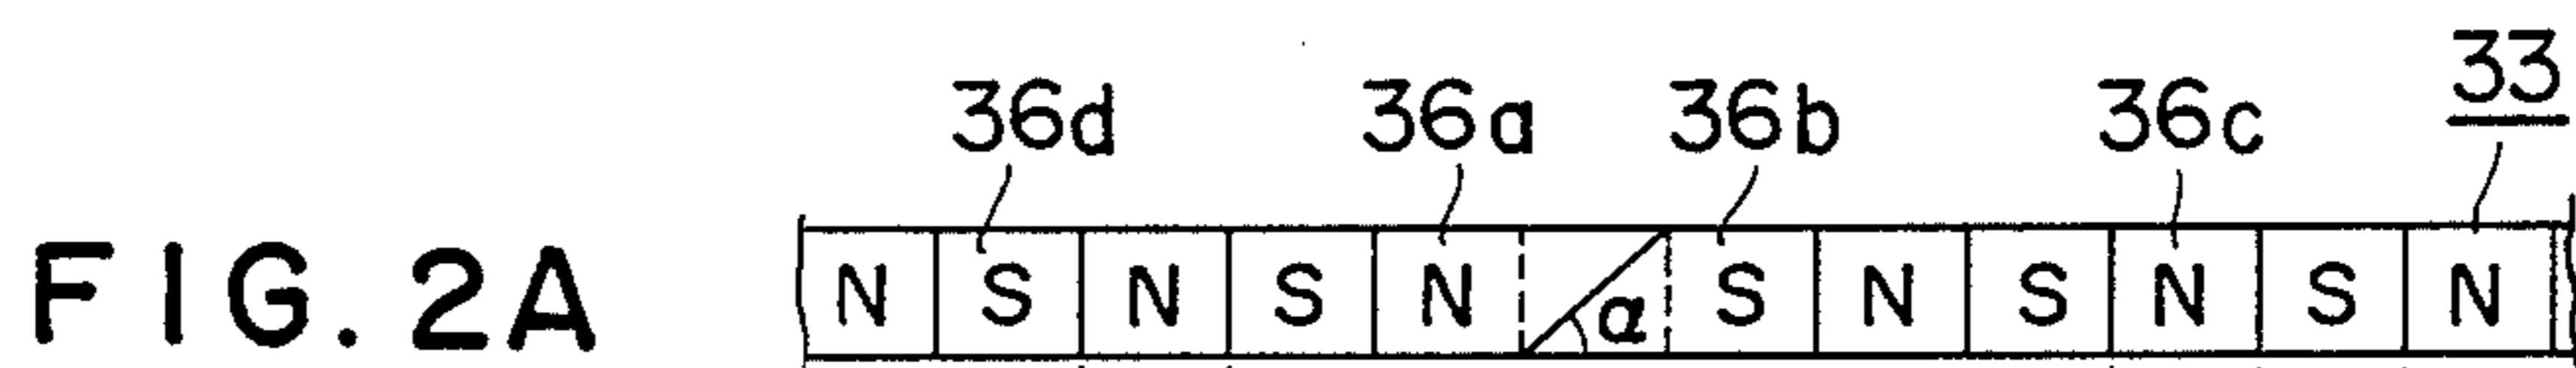 33
36d 36a 36b 36c
FIG. 2A N S N S N α S N S N S N